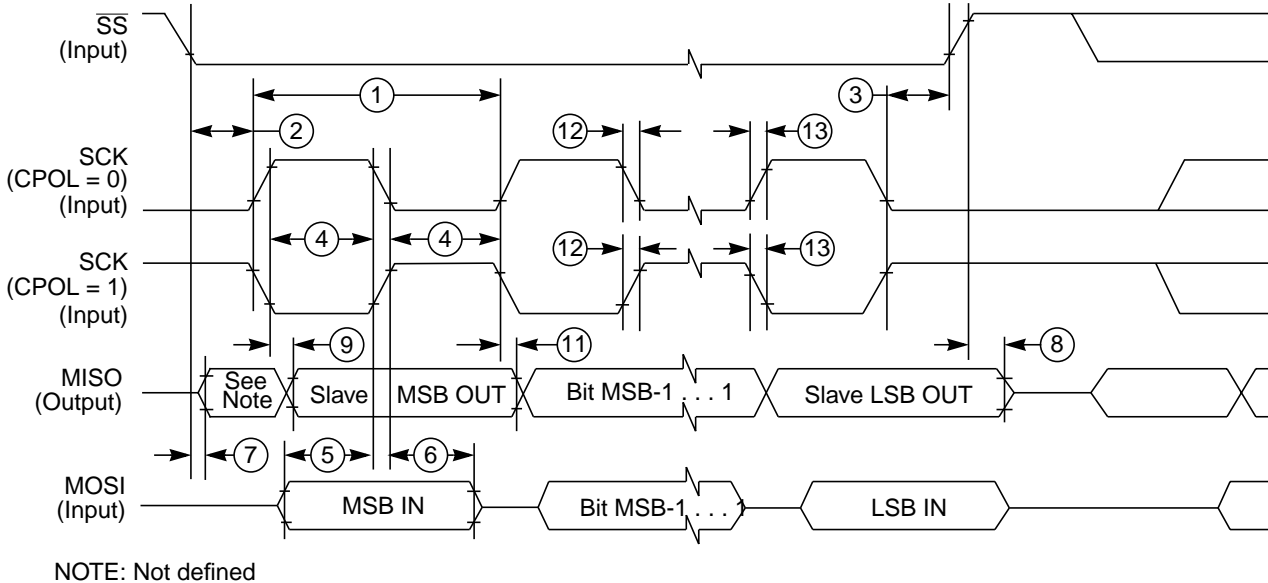 SS
(Input)
1
3
2
12
13
SCK
(CPOL = 0)
(Input)
4
4
12
13
SCK
(CPOL = 1)
(Input)
9
11
8
MISO
(Output)
See
Note
Slave
MSB OUT
Bit MSB-1 . . . 1
Slave LSB OUT
7
5
6
MOSI
(Input)
MSB IN
Bit MSB-1 . . . 1
LSB IN
NOTE: Not defined